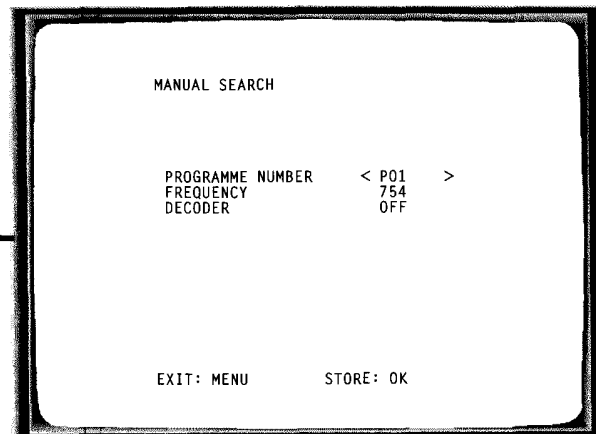 MANUAL SEARCH
PROGRAMME NUMBER < P01 >
FREQUENCY 754
DECODER OFF
EXIT: MENU STORE: OK